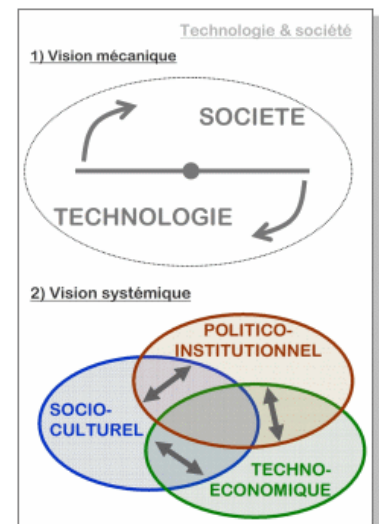 Technologie & société
1) Vision mécanique
SOCIETE
TECHNOLOGIE
2) Vision systémique
POLITICO-
INSTITUTIONNEL
SOCIO-
CULTUREL
TECHNO-
ECONOMIQUE